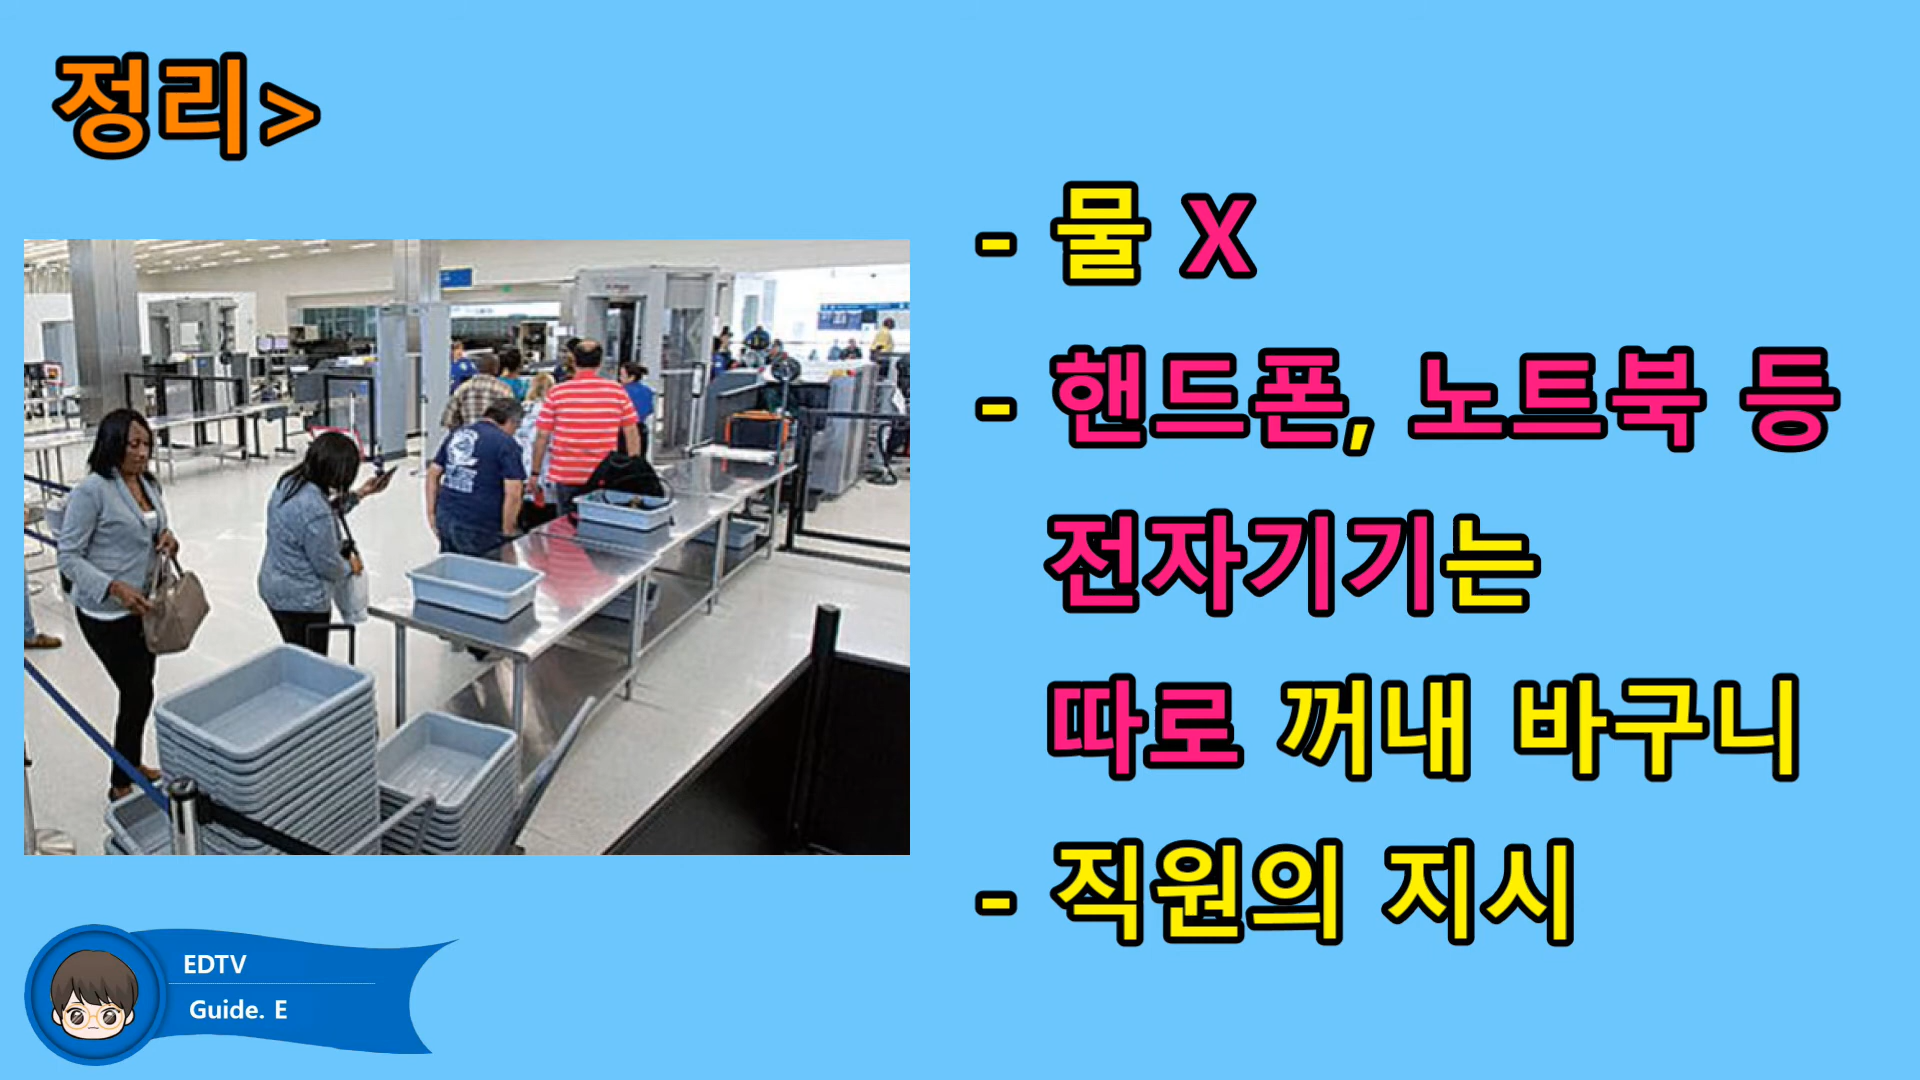 정리>
- 물 X
- 핸드폰, 노트북 등
전자기기는
따로 꺼내 바구니
- 직원의 지시
EDTV
Guide. E